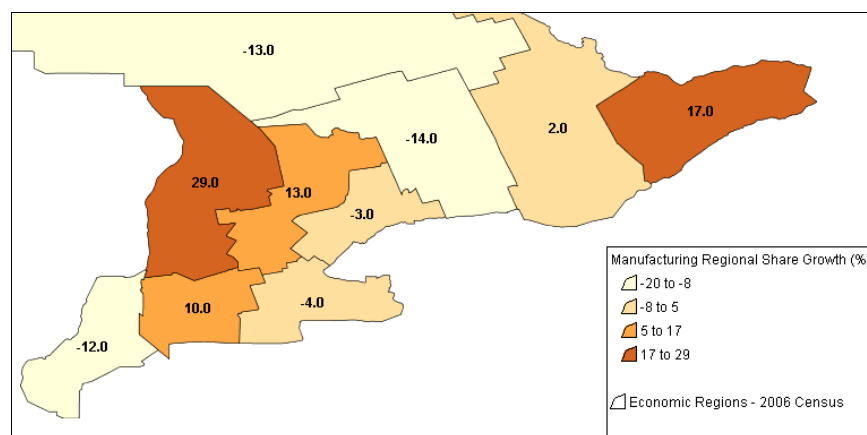 -13.0
17.0
2.0
-14.0
29.0
13.0
-3.0
-4.0
10.0
-12.0
Manufacturing Regional Share Growth (%
-20 to -8
-8 to 5
5 to 17
17 to 29
Economic Regions - 2006 Census